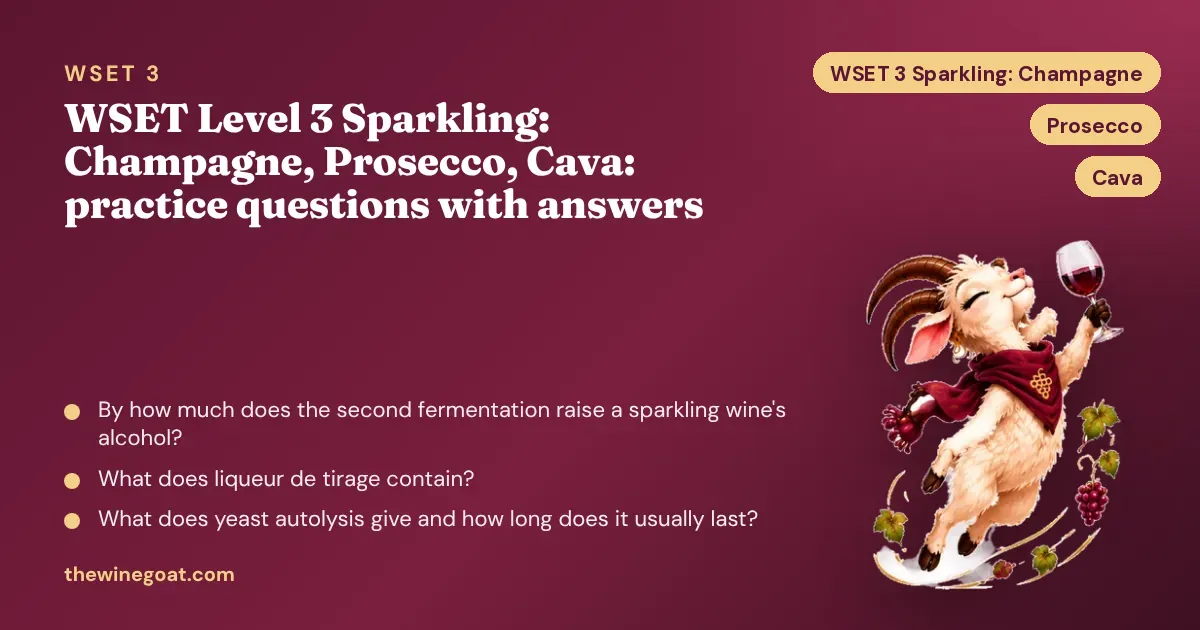 WSET 3
WSET Level 3 Sparkling:
Champagne, Prosecco, Cava:
practice questions with answers
WSET 3 Sparkling: Champagne
Prosecco
Cava
By how much does the second fermentation raise a sparkling wine's
alcohol?
What does liqueur de tirage contain?
What does yeast autolysis give and how long does it usually last?
thewinegoat.com